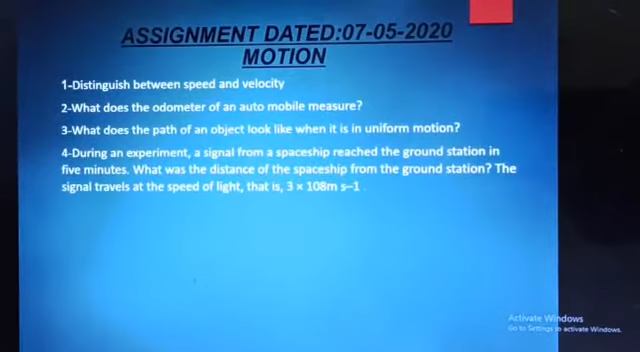 ASSIGNMENT DATED:07-05-2020
MOTION
1-Distinguish between speed and velocity
2-What does the odometer of an auto mobile measure?
3-What does the path of an object look like when it is in uniform motion?
4-During an experiment, a signal from a spaceship reached the ground station in
five minutes. What was the distance of the spaceship from the ground station? The
signal travels at the speed of light, that is, 3 × 108m s–1
Activate Windows
Go to Settings to activate Windows.